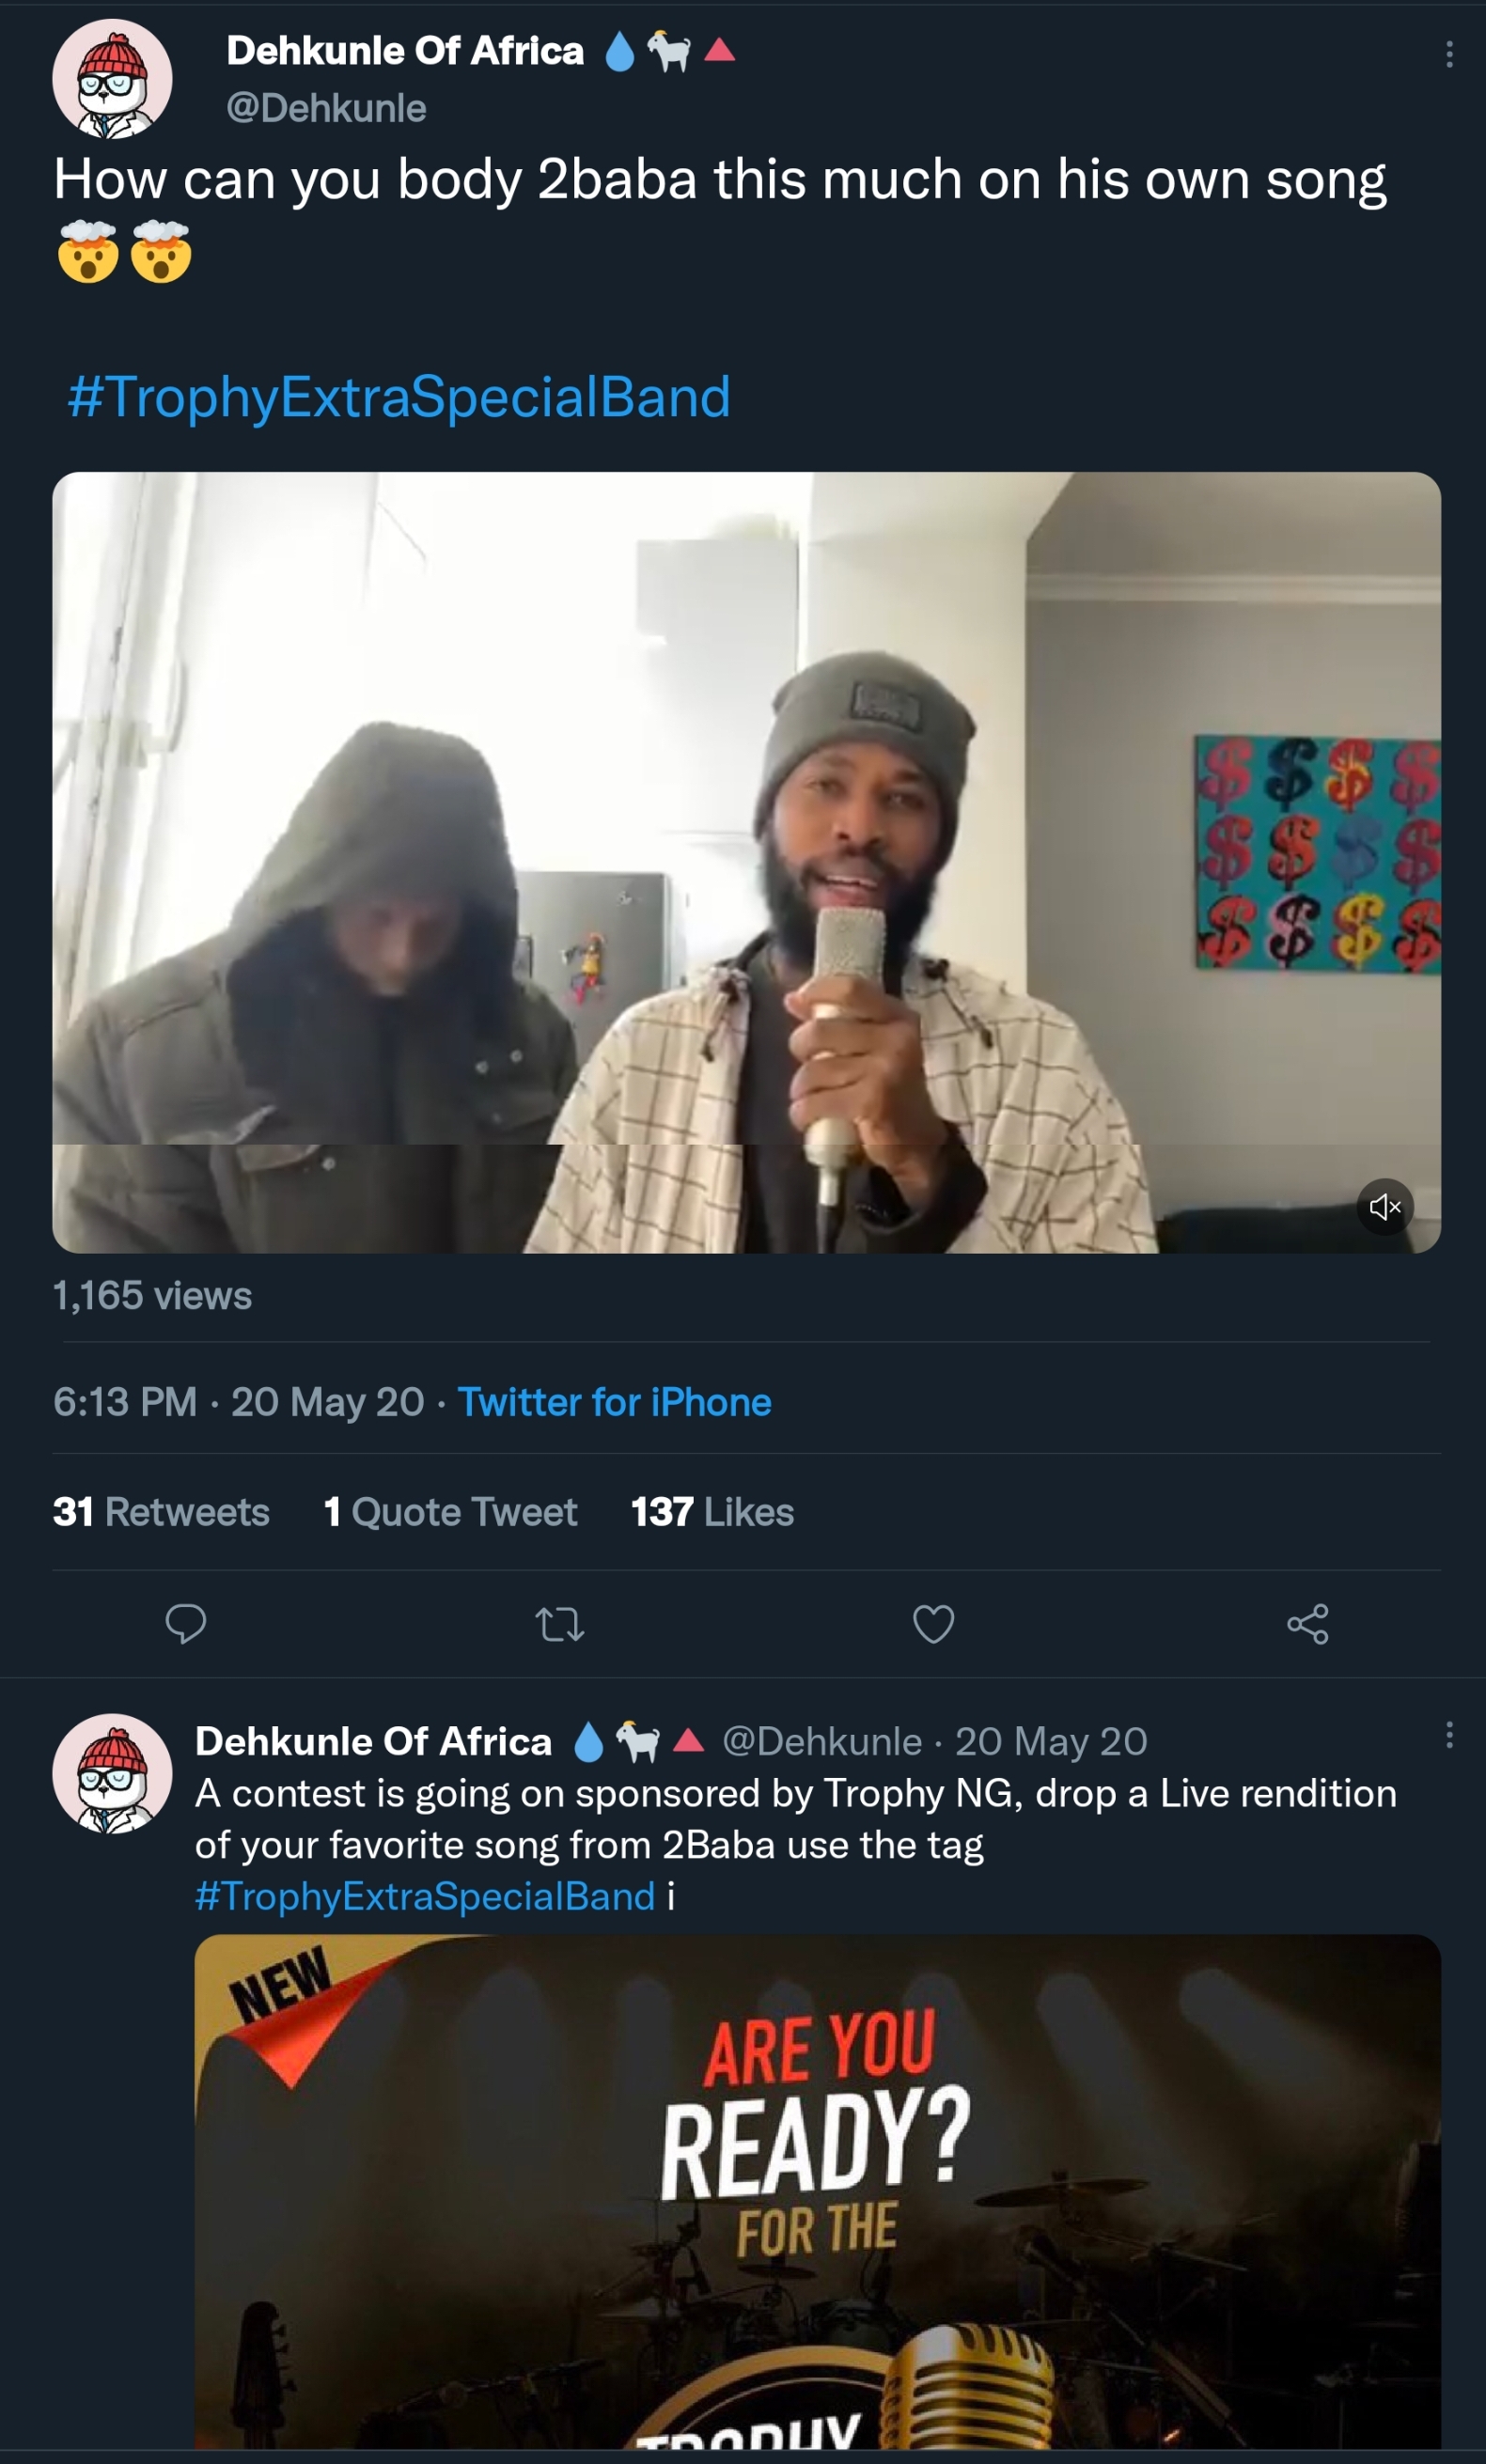 Dehkunle Of Africa 💧🐐🔺
@Dehkunle
How can you body 2baba this much on his own song
🤯🤯
#TrophyExtraSpecialBand
$ $ $ $
$ $ $ $
$ $ $ $
1,165 views
6:13 PM · 20 May 20 · Twitter for iPhone
31 Retweets 1 Quote Tweet 137 Likes
Dehkunle Of Africa 💧🐐🔺 @Dehkunle · 20 May 20
A contest is going on sponsored by Trophy NG, drop a Live rendition
of your favorite song from 2Baba use the tag
#TrophyExtraSpecialBand i
NEW
ARE YOU
READY?
FOR THE
TROPHY